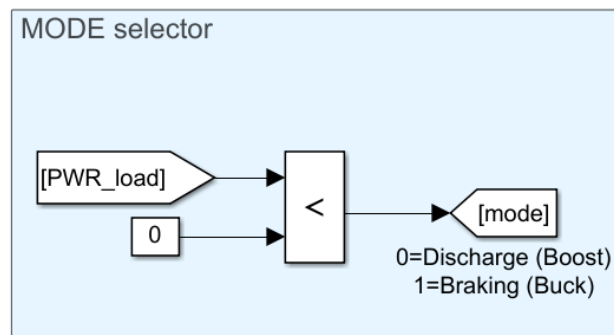 MODE selector
[PWR_load]
0
<
[mode]
0=Discharge (Boost)
1=Braking (Buck)